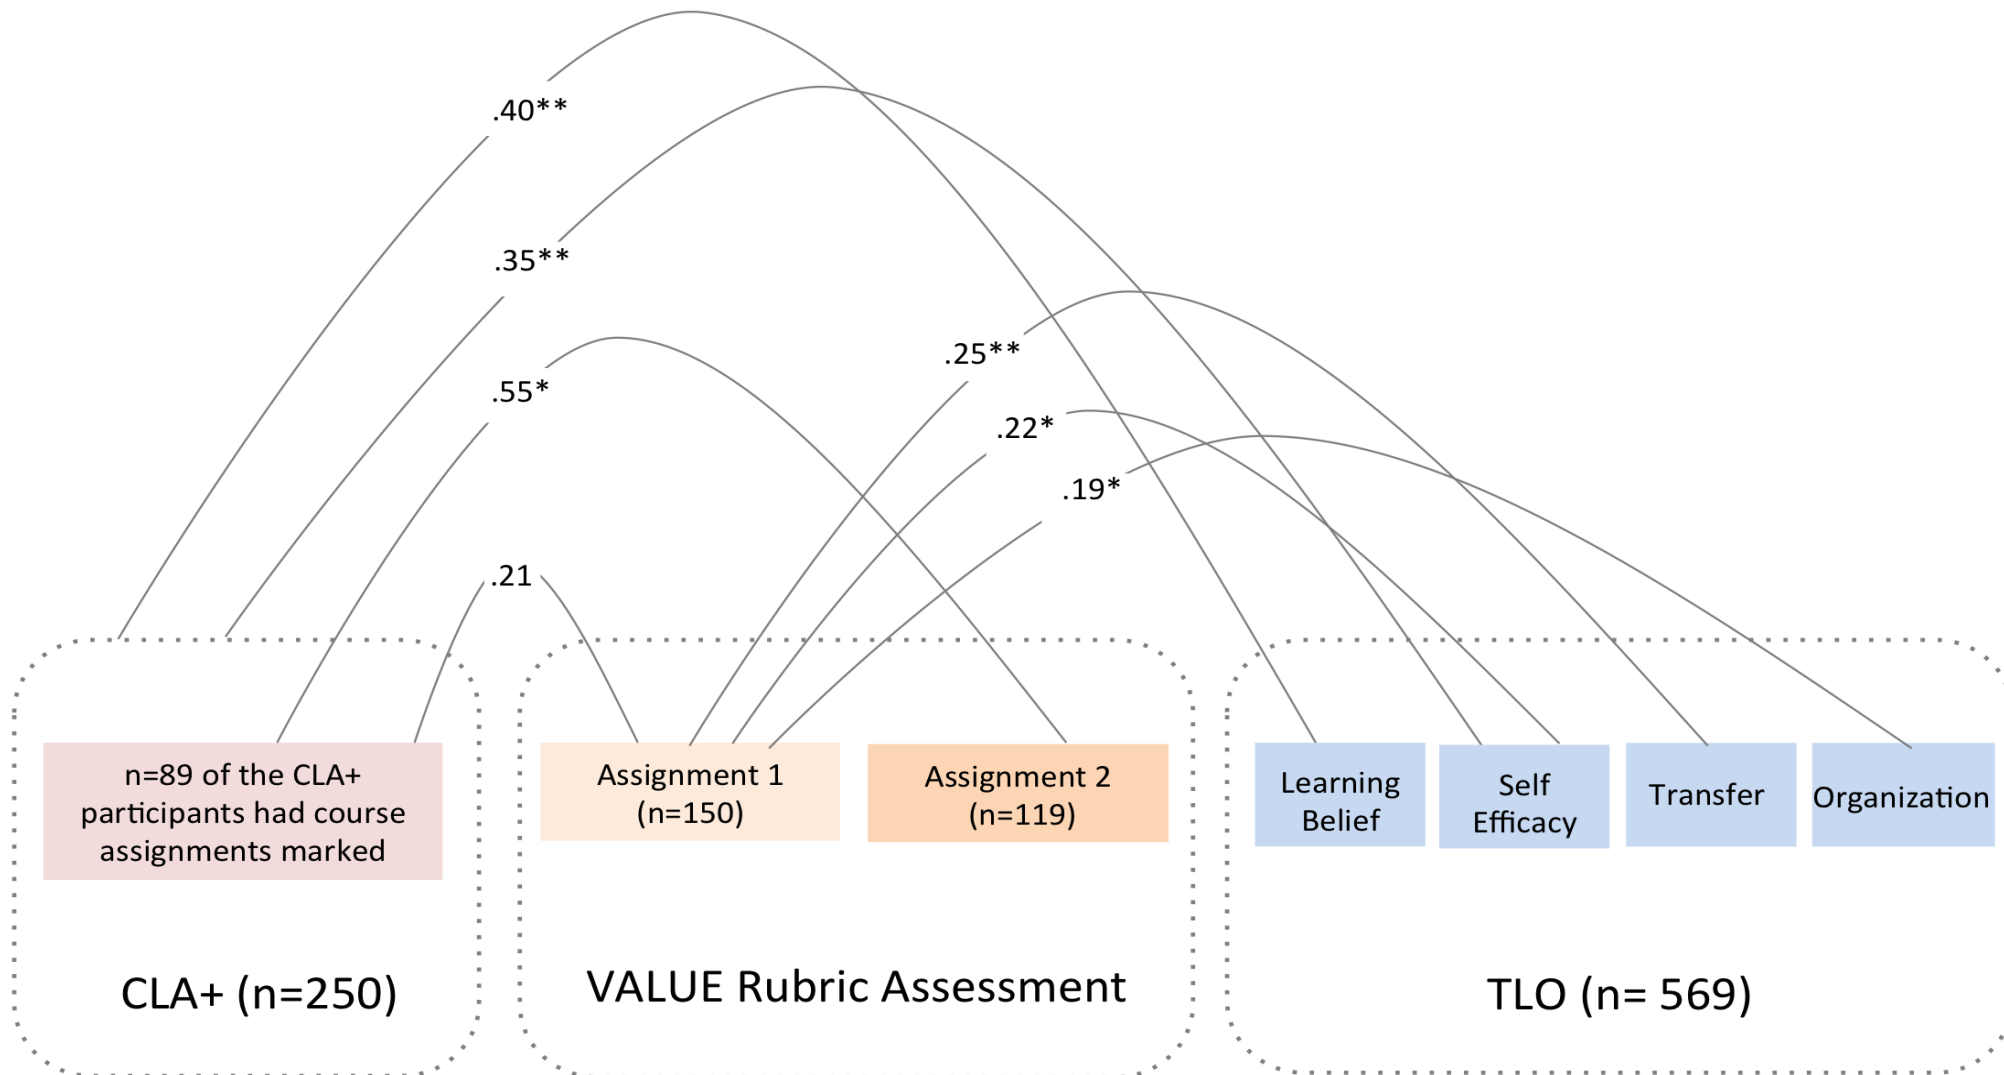 .40**
.35**
.55*
.21
.25**
.22*
.19*
n=89 of the CLA+
participants had course
assignments marked
CLA+ (n=250)
Assignment 1
(n=150)
Assignment 2
(n=119)
VALUE Rubric Assessment
Learning
Belief
Self
Efficacy
Transfer
Organization
TLO (n= 569)